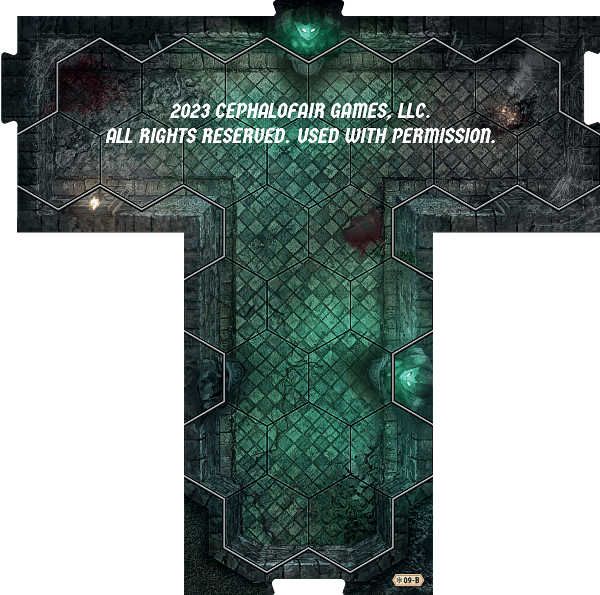 2023 CEPHALOFAIR GAMES, LLC.
ALL RIGHTS RESERVED. USED WITH PERMISSION.
09-B